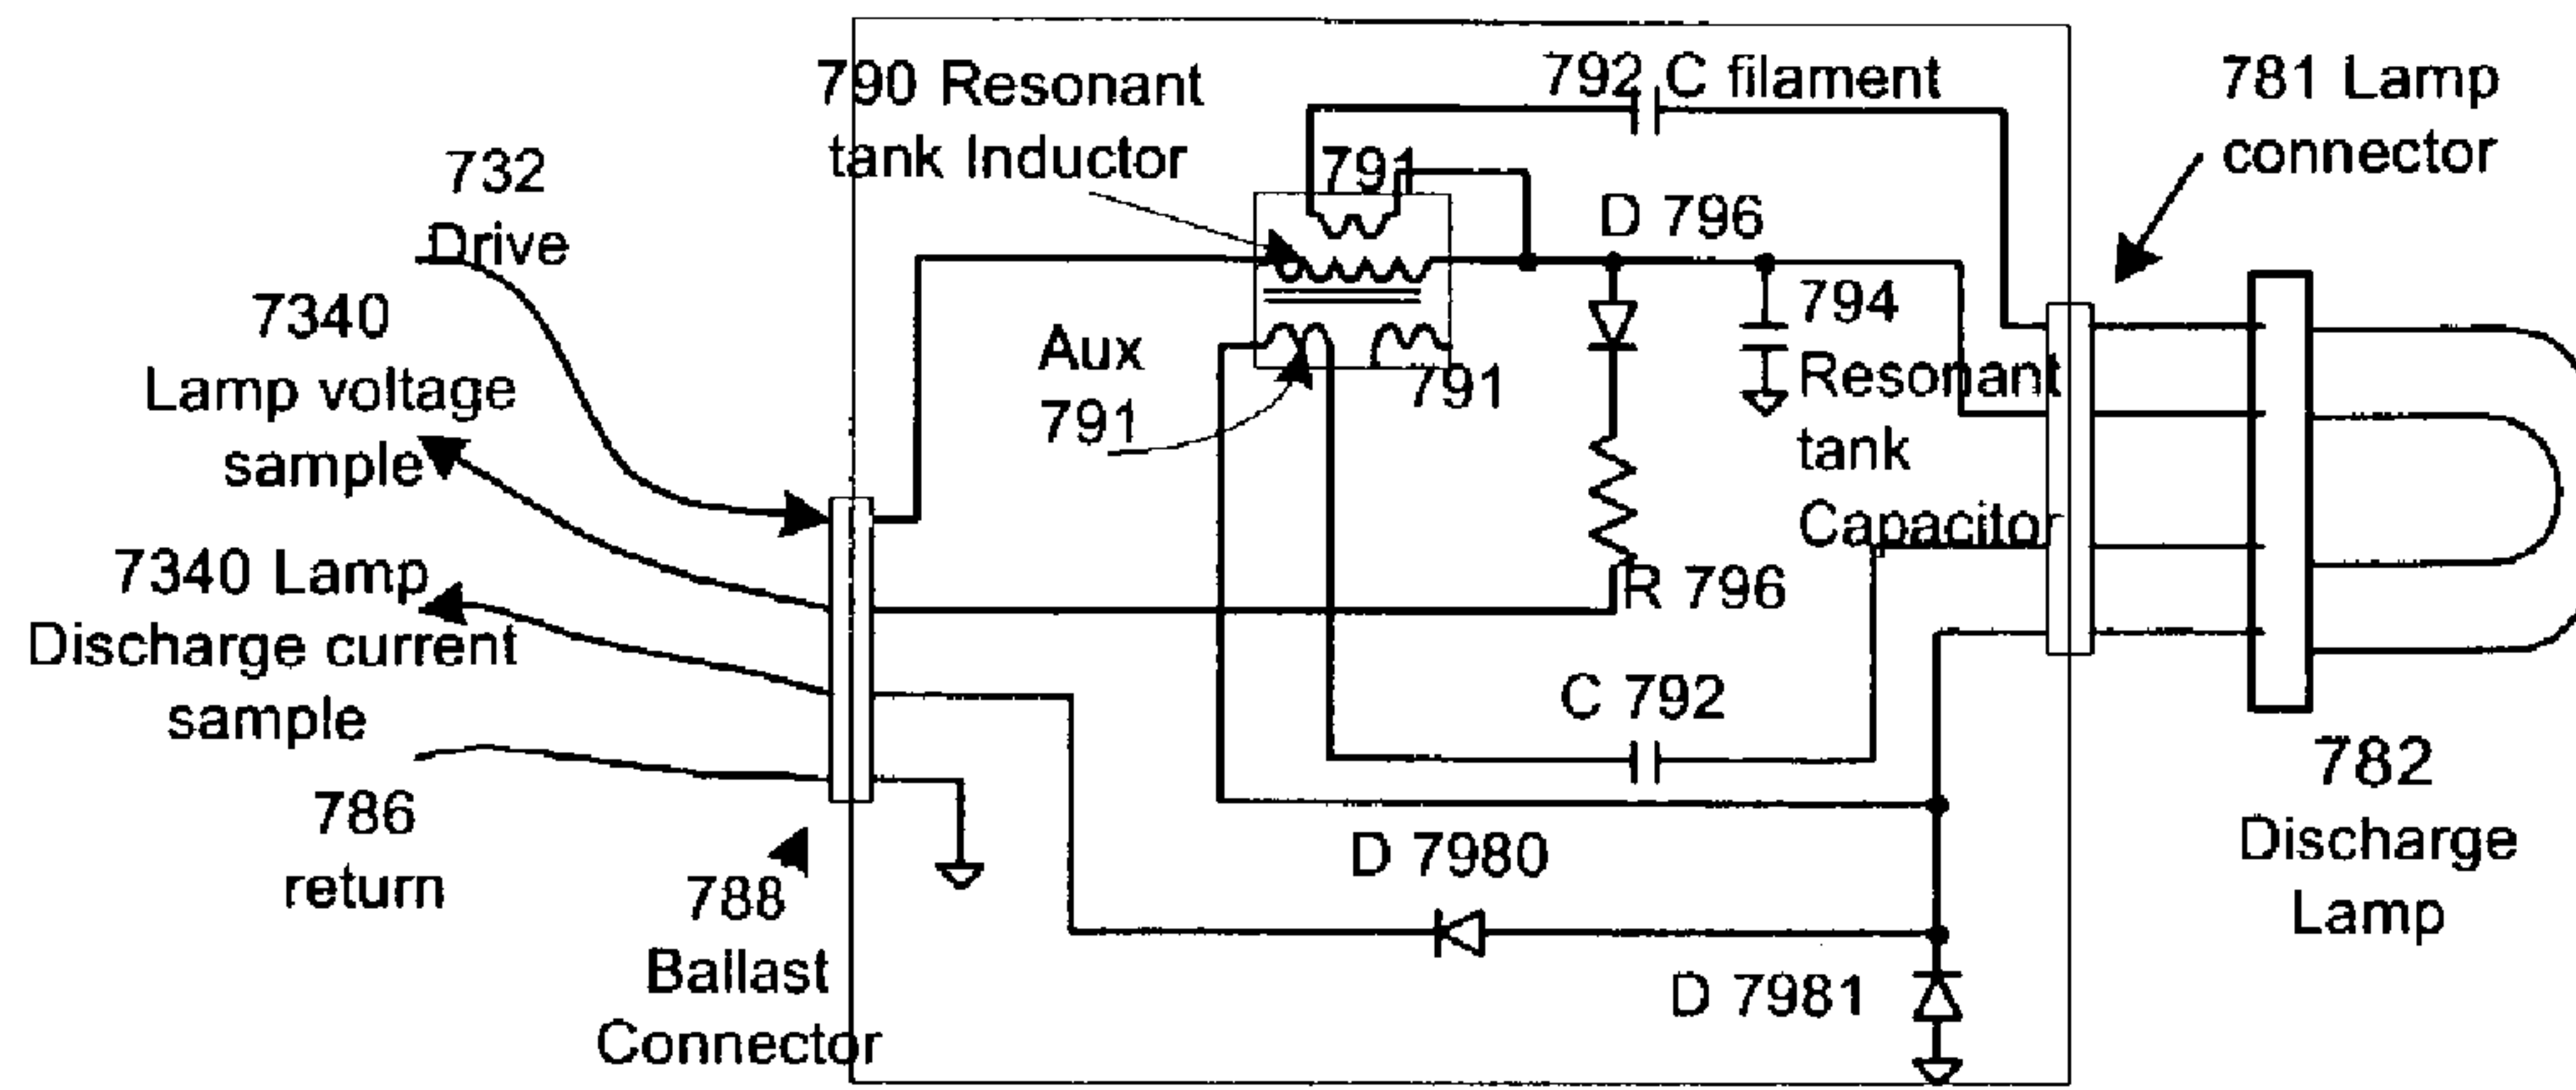 732
Drive
7340
Lamp voltage
sample
7340 Lamp
Discharge current
sample
786
return
788
Ballast
Connector
790 Resonant
tank Inductor
791
792 C filament
Aux
791
791
D 796
794
Resonant
tank
Capacitor
R 796
C 792
D 7980
D 7981
781 Lamp
connector
782
Discharge
Lamp